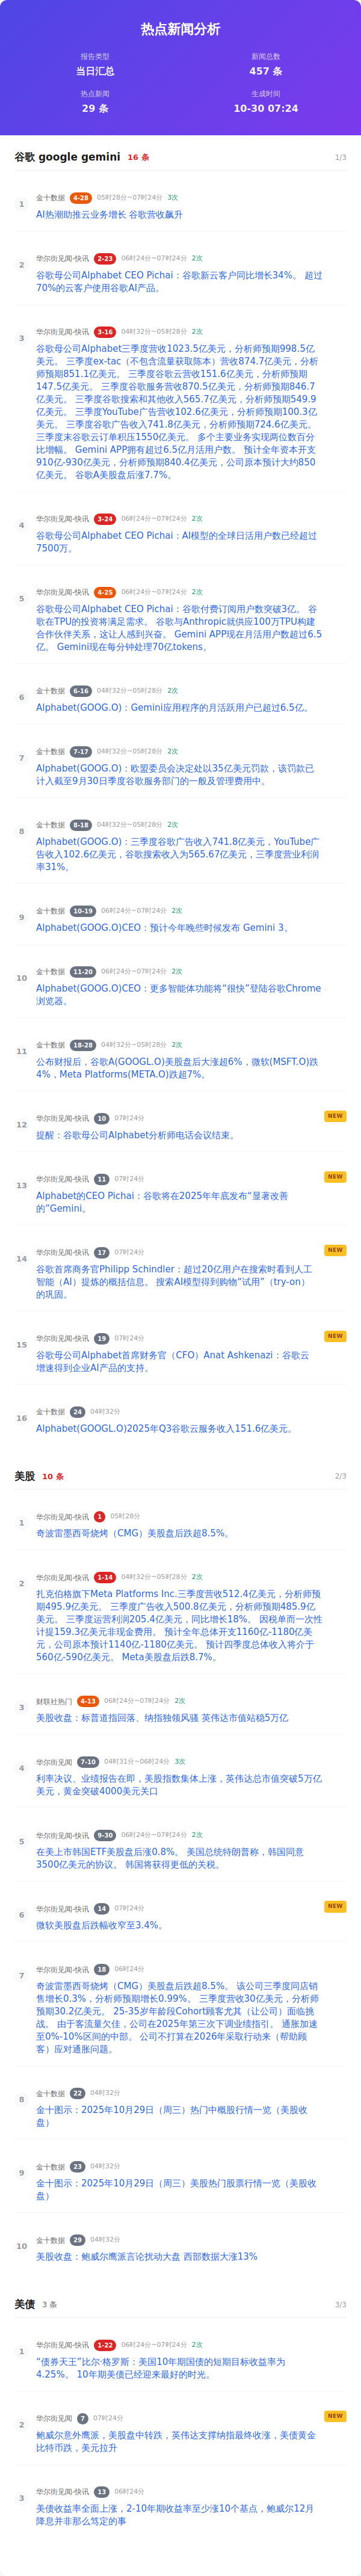 热点新闻分析
报告类型
当日汇总
新闻总数
457 条
热点新闻
29 条
生成时间
10-30 07:24
谷歌 google gemini 16 条 1/3
1
金十数据 4-28 05时28分~07时24分 3次
AI热潮助推云业务增长 谷歌营收飙升
2
华尔街见闻-快讯 2-23 06时24分~07时24分 2次
谷歌母公司Alphabet CEO Pichai：谷歌新云客户同比增长34%。 超过
70%的云客户使用谷歌AI产品。
3
华尔街见闻-快讯 3-16 04时32分~05时28分 2次
谷歌母公司Alphabet三季度营收1023.5亿美元，分析师预期998.5亿
美元。 三季度ex-tac（不包含流量获取陈本）营收874.7亿美元，分析
师预期851.1亿美元。 三季度谷歌云营收151.6亿美元，分析师预期
147.5亿美元。 三季度谷歌服务营收870.5亿美元，分析师预期846.7
亿美元。 三季度谷歌搜索和其他收入565.7亿美元，分析师预期549.9
亿美元。 三季度YouTube广告营收102.6亿美元，分析师预期100.3亿
美元。 三季度谷歌广告收入741.8亿美元，分析师预期724.6亿美元。
三季度末谷歌云订单积压1550亿美元。 多个主要业务实现两位数百分
比增幅。 Gemini APP拥有超过6.5亿月活用户数。 预计全年资本开支
910亿-930亿美元，分析师预期840.4亿美元，公司原本预计大约850
亿美元。 谷歌A美股盘后涨7.7%。
4
华尔街见闻-快讯 3-24 06时24分~07时24分 2次
谷歌母公司Alphabet CEO Pichai：AI模型的全球日活用户数已经超过
7500万。
5
华尔街见闻-快讯 4-25 06时24分~07时24分 2次
谷歌母公司Alphabet CEO Pichai：谷歌付费订阅用户数突破3亿。 谷
歌在TPU的投资将满足需求。 谷歌与Anthropic就供应100万TPU构建
合作伙伴关系，这让人感到兴奋。 Gemini APP现在月活用户数超过6.5
亿。 Gemini现在每分钟处理70亿tokens。
6
金十数据 6-16 04时32分~05时28分 2次
Alphabet(GOOG.O)：Gemini应用程序的月活跃用户已超过6.5亿。
7
金十数据 7-17 04时32分~05时28分 2次
Alphabet(GOOG.O)：欧盟委员会决定处以35亿美元罚款，该罚款已
计入截至9月30日季度谷歌服务部门的一般及管理费用中。
8
金十数据 8-18 04时32分~05时28分 2次
Alphabet(GOOG.O)：三季度谷歌广告收入741.8亿美元，YouTube广
告收入102.6亿美元，谷歌搜索收入为565.67亿美元，三季度营业利润
率31%。
9
金十数据 10-19 06时24分~07时24分 2次
Alphabet(GOOG.O)CEO：预计今年晚些时候发布 Gemini 3。
10
金十数据 11-20 06时24分~07时24分 2次
Alphabet(GOOG.O)CEO：更多智能体功能将“很快”登陆谷歌Chrome
浏览器。
11
金十数据 18-28 04时32分~05时28分 2次
公布财报后，谷歌A(GOOGL.O)美股盘后大涨超6%，微软(MSFT.O)跌
4%，Meta Platforms(META.O)跌超7%。
12
华尔街见闻-快讯 10 07时24分 NEW
提醒：谷歌母公司Alphabet分析师电话会议结束。
13
华尔街见闻-快讯 11 07时24分 NEW
Alphabet的CEO Pichai：谷歌将在2025年年底发布“显著改善
的”Gemini。
14
华尔街见闻-快讯 17 07时24分 NEW
谷歌首席商务官Philipp Schindler：超过20亿用户在搜索时看到人工
智能（AI）提炼的概括信息。 搜索AI模型得到购物“试用”（try-on）
的巩固。
15
华尔街见闻-快讯 19 07时24分 NEW
谷歌母公司Alphabet首席财务官（CFO）Anat Ashkenazi：谷歌云
增速得到企业AI产品的支持。
16
金十数据 24 04时32分
Alphabet(GOOGL.O)2025年Q3谷歌云服务收入151.6亿美元。
美股 10 条 2/3
1
华尔街见闻-快讯 1 05时28分
奇波雷墨西哥烧烤（CMG）美股盘后跌超8.5%。
2
华尔街见闻-快讯 1-14 04时32分~05时28分 2次
扎克伯格旗下Meta Platforms Inc.三季度营收512.4亿美元，分析师预
期495.9亿美元。 三季度广告收入500.8亿美元，分析师预期485.9亿
美元。 三季度运营利润205.4亿美元，同比增长18%。 因税单而一次性
计提159.3亿美元非现金费用。 预计全年总体开支1160亿-1180亿美
元，公司原本预计1140亿-1180亿美元。 预计四季度总体收入将介于
560亿-590亿美元。 Meta美股盘后跌8.7%。
3
财联社热门 4-13 06时24分~07时24分 2次
美股收盘：标普道指回落、纳指独领风骚 英伟达市值站稳5万亿
4
华尔街见闻 7-10 04时31分~06时24分 3次
利率决议、业绩报告在即，美股指数集体上涨，英伟达总市值突破5万亿
美元，黄金突破4000美元关口
5
华尔街见闻-快讯 9-30 06时24分~07时24分 2次
在美上市韩国ETF美股盘后涨0.8%。 美国总统特朗普称，韩国同意
3500亿美元的协议。 韩国将获得更低的关税。
6
华尔街见闻-快讯 14 07时24分 NEW
微软美股盘后跌幅收窄至3.4%。
7
华尔街见闻-快讯 18 06时24分
奇波雷墨西哥烧烤（CMG）美股盘后跌超8.5%。 该公司三季度同店销
售增长0.3%，分析师预期增长0.99%。 三季度营收30亿美元，分析师
预期30.2亿美元。 25-35岁年龄段Cohort顾客尤其（让公司）面临挑
战。 由于客流量欠佳，公司在2025年第三次下调业绩指引。 通胀加速
至0%-10%区间的中部。 公司不打算在2026年采取行动来（帮助顾
客）应对通胀问题。
8
金十数据 22 04时32分
金十图示：2025年10月29日（周三）热门中概股行情一览（美股收
盘）
9
金十数据 23 04时32分
金十图示：2025年10月29日（周三）美股热门股票行情一览（美股收
盘）
10
金十数据 29 04时32分
美股收盘：鲍威尔鹰派言论扰动大盘 西部数据大涨13%
美债 3 条 3/3
1
华尔街见闻-快讯 1-22 06时24分~07时24分 2次
“债券天王”比尔·格罗斯：美国10年期国债的短期目标收益率为
4.25%。 10年期美债已经迎来最好的时光。
2
华尔街见闻 7 07时24分 NEW
鲍威尔意外鹰派，美股盘中转跌，英伟达支撑纳指最终收涨，美债黄金
比特币跌，美元拉升
3
华尔街见闻-快讯 13 06时24分
美债收益率全面上涨，2-10年期收益率至少涨10个基点，鲍威尔12月
降息并非那么笃定的事